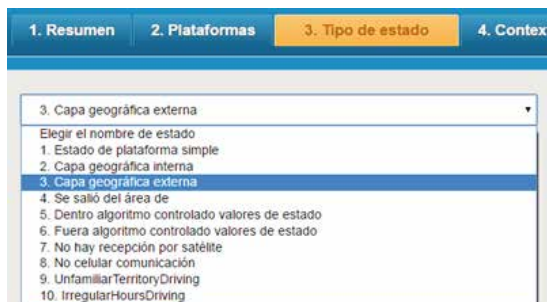 1. Resumen 2. Plataformas 3. Tipo de estado 4. Contex
3. Capa geográfica externa
Elegir el nombre de estado
1. Estado de plataforma simple
2. Capa geográfica interna
3. Capa geográfica externa
4. Se salió del área de
5. Dentro algoritmo controlado valores de estado
6. Fuera algoritmo controlado valores de estado
7. No hay recepción por satélite
8. No celular comunicación
9. UnfamiliarTerritoryDriving
10. IrregularHoursDriving